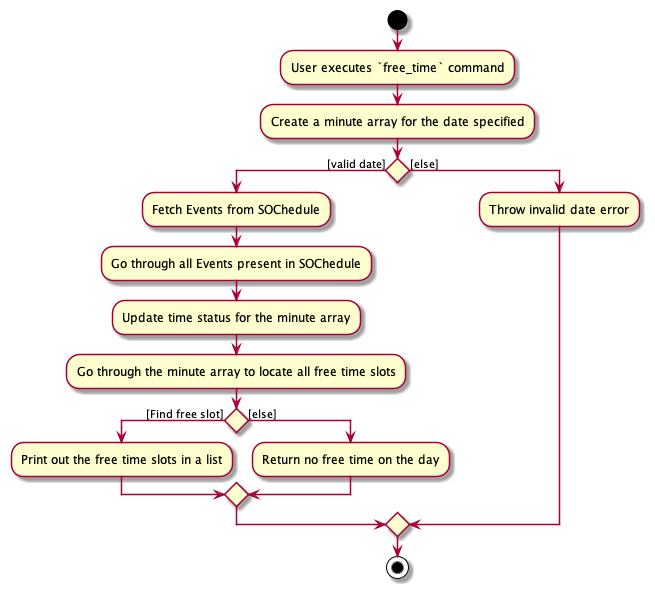 User executes `free_time` command
Create a minute array for the date specified
[valid date]
[else]
Fetch Events from SOChedule
Throw invalid date error
Go through all Events present in SOChedule
Update time status for the minute array
Go through the minute array to locate all free time slots
[Find free slot]
[else]
Print out the free time slots in a list
Return no free time on the day